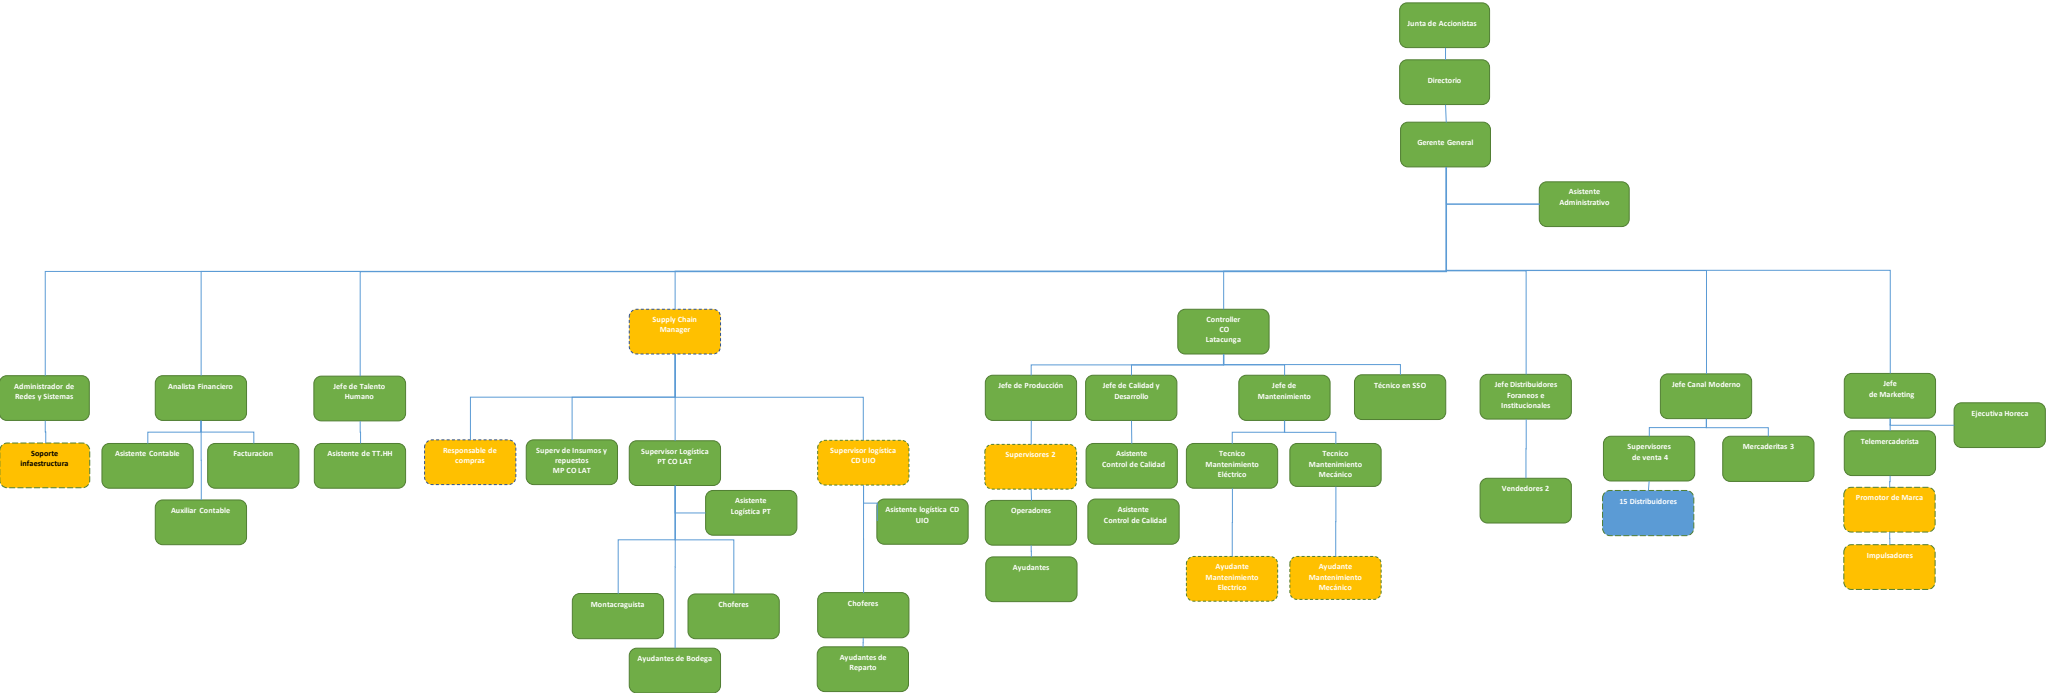 Junta de Accionistas
Directorio
Gerente General
Asistente
Administrativo
Supply Chain
Manager
Controller
CO
Latacunga
Administrador de
Redes y Sistemas
Analista Financiero
Jefe de Talento
Humano
Jefe de Producción
Jefe de Calidad y
Desarrollo
Jefe de
Mantenimiento
Técnico en SSO
Jefe Distribuidores
Foraneos e
Institucionales
Jefe Canal Moderno
Jefe
de Marketing
Ejecutiva Horeca
Soporte
infaestructura
Asistente Contable
Facturacion
Asistente de TT.HH
Responsable de
compras
Superv de Insumos y
repuestos
MP CO LAT
Supervisor Logística
PT CO LAT
Supervisor logística
CD UIO
Supervisores 2
Asistente
Control de Calidad
Tecnico
Mantenimiento
Eléctrico
Tecnico
Mantenimiento
Mecánico
Vendedores 2
Supervisores
de venta 4
Mercaderitas 3
Telemercaderista
Auxiliar Contable
Asistente
Logística PT
Asistente logística CD
UIO
Operadores
Asistente
Control de Calidad
15 Distribuidores
Promotor de Marca
Ayudantes
Ayudante
Mantenimiento
Electrico
Ayudante
Mantenimiento
Mecánico
Impulsadores
Montacraguista
Choferes
Choferes
Ayudantes de Bodega
Ayudantes de
Reparto